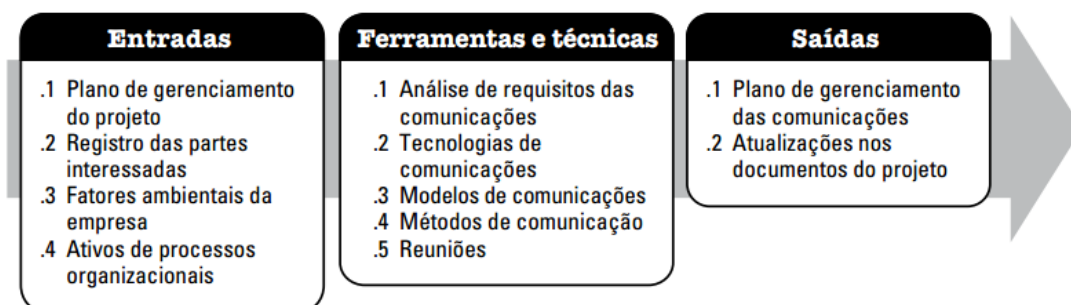 Entradas
.1 Plano de gerenciamento
do projeto
.2 Registro das partes
interessadas
.3 Fatores ambientais da
empresa
.4 Ativos de processos
organizacionais
Ferramentas e técnicas
.1 Análise de requisitos das
comunicações
.2 Tecnologias de
comunicações
.3 Modelos de comunicações
.4 Métodos de comunicação
.5 Reuniões
Saídas
.1 Plano de gerenciamento
das comunicações
.2 Atualizações nos
documentos do projeto